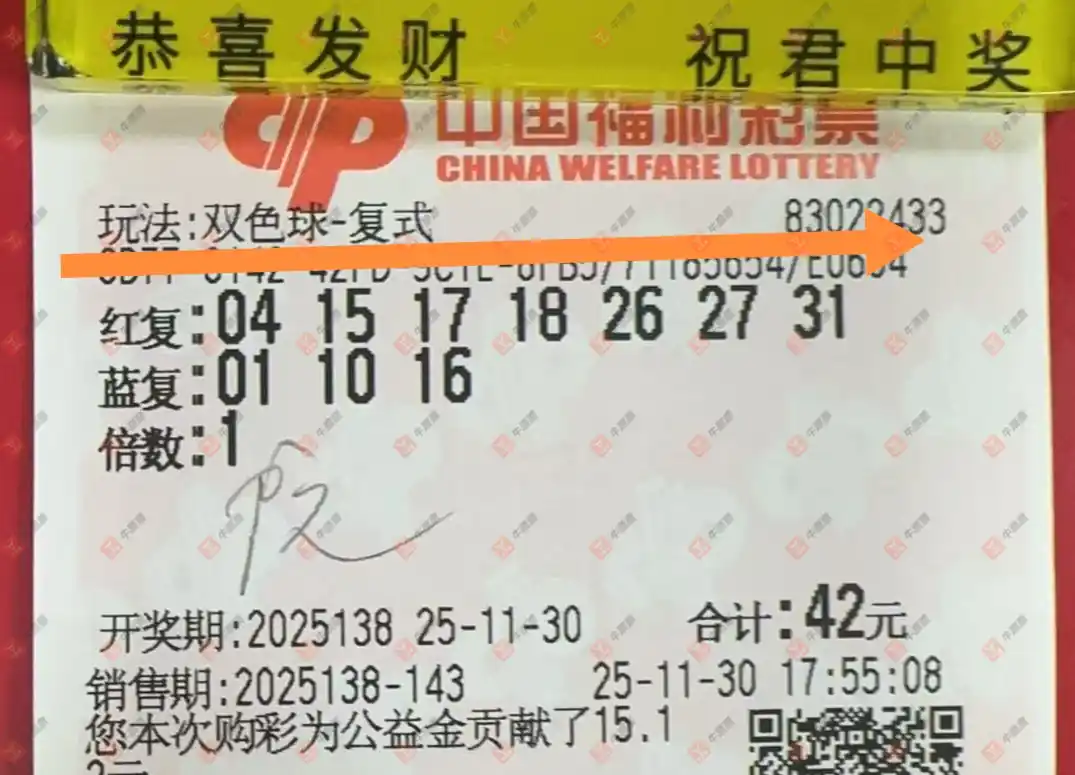 恭喜发财 祝君中奖
中国福利彩票
CHINA WELFARE LOTTERY
玩法:双色球-复式 83022433
红复:04 15 17 18 26 27 31
蓝复:01 10 16
倍数:1
开奖期:2025138 25-11-30 合计:42元
销售期:2025138-143 25-11-30 17:55:08
您本次购彩为公益金贡献了15.1
2元